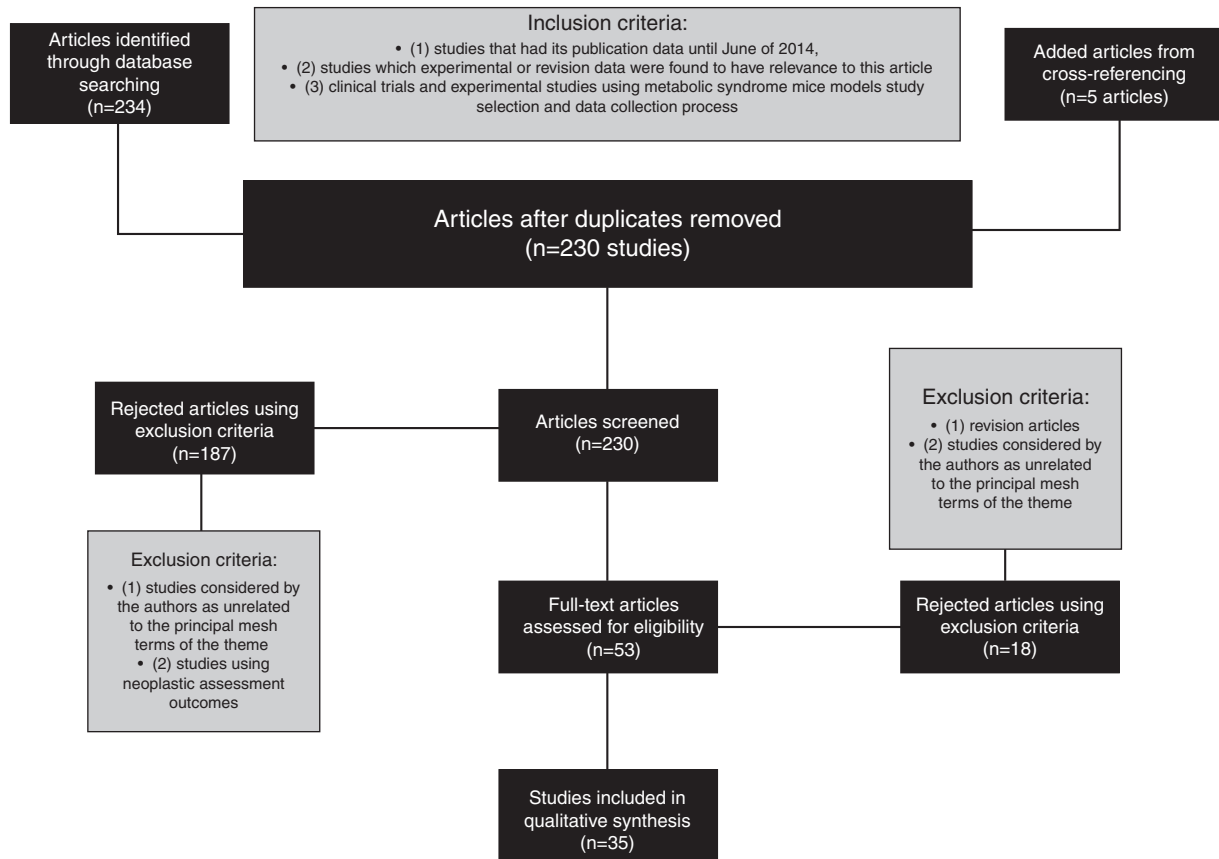 Articles identified
through database
searching
(n=234)
Inclusion criteria:
• (1) studies that had its publication data until June of 2014,
• (2) studies which experimental or revision data were found to have relevance to this article
• (3) clinical trials and experimental studies using metabolic syndrome mice models study
selection and data collection process
Added articles from
cross-referencing
(n=5 articles)
Articles after duplicates removed
(n=230 studies)
Rejected articles using
exclusion criteria
(n=187)
Articles screened
(n=230)
Exclusion criteria:
• (1) revision articles
• (2) studies considered by
the authors as unrelated
to the principal mesh
terms of the theme
Exclusion criteria:
• (1) studies considered by
the authors as unrelated
to the principal mesh
terms of the theme
• (2) studies using
neoplastic assessment
outcomes
Full-text articles
assessed for eligibility
(n=53)
Rejected articles using
exclusion criteria
(n=18)
Studies included in
qualitative synthesis
(n=35)